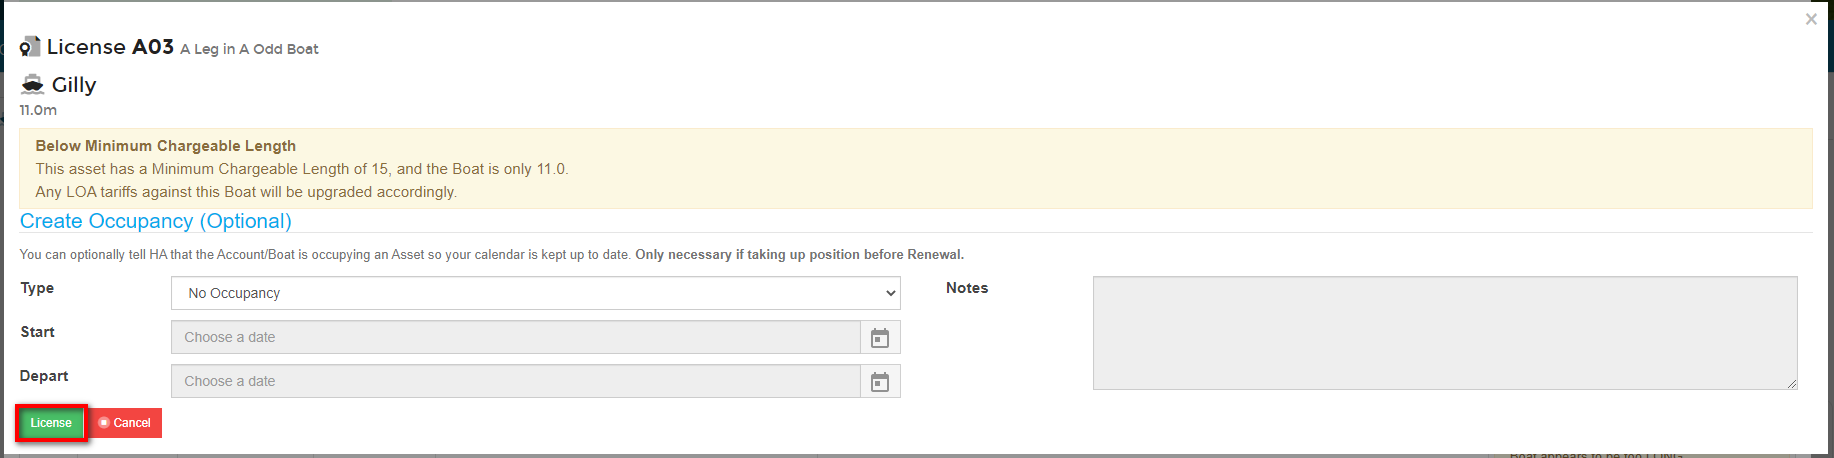 ×
License A03 A Leg in A Odd Boat
Gilly
11.0m
Below Minimum Chargeable Length
This asset has a Minimum Chargeable Length of 15, and the Boat is only 11.0.
Any LOA tariffs against this Boat will be upgraded accordingly.
Create Occupancy (Optional)
You can optionally tell HA that the Account/Boat is occupying an Asset so your calendar is kept up to date. Only necessary if taking up position before Renewal.
Type
No Occupancy
Notes
Start
Choose a date
Depart
Choose a date
License
Cancel
Boat appears to be too LONG